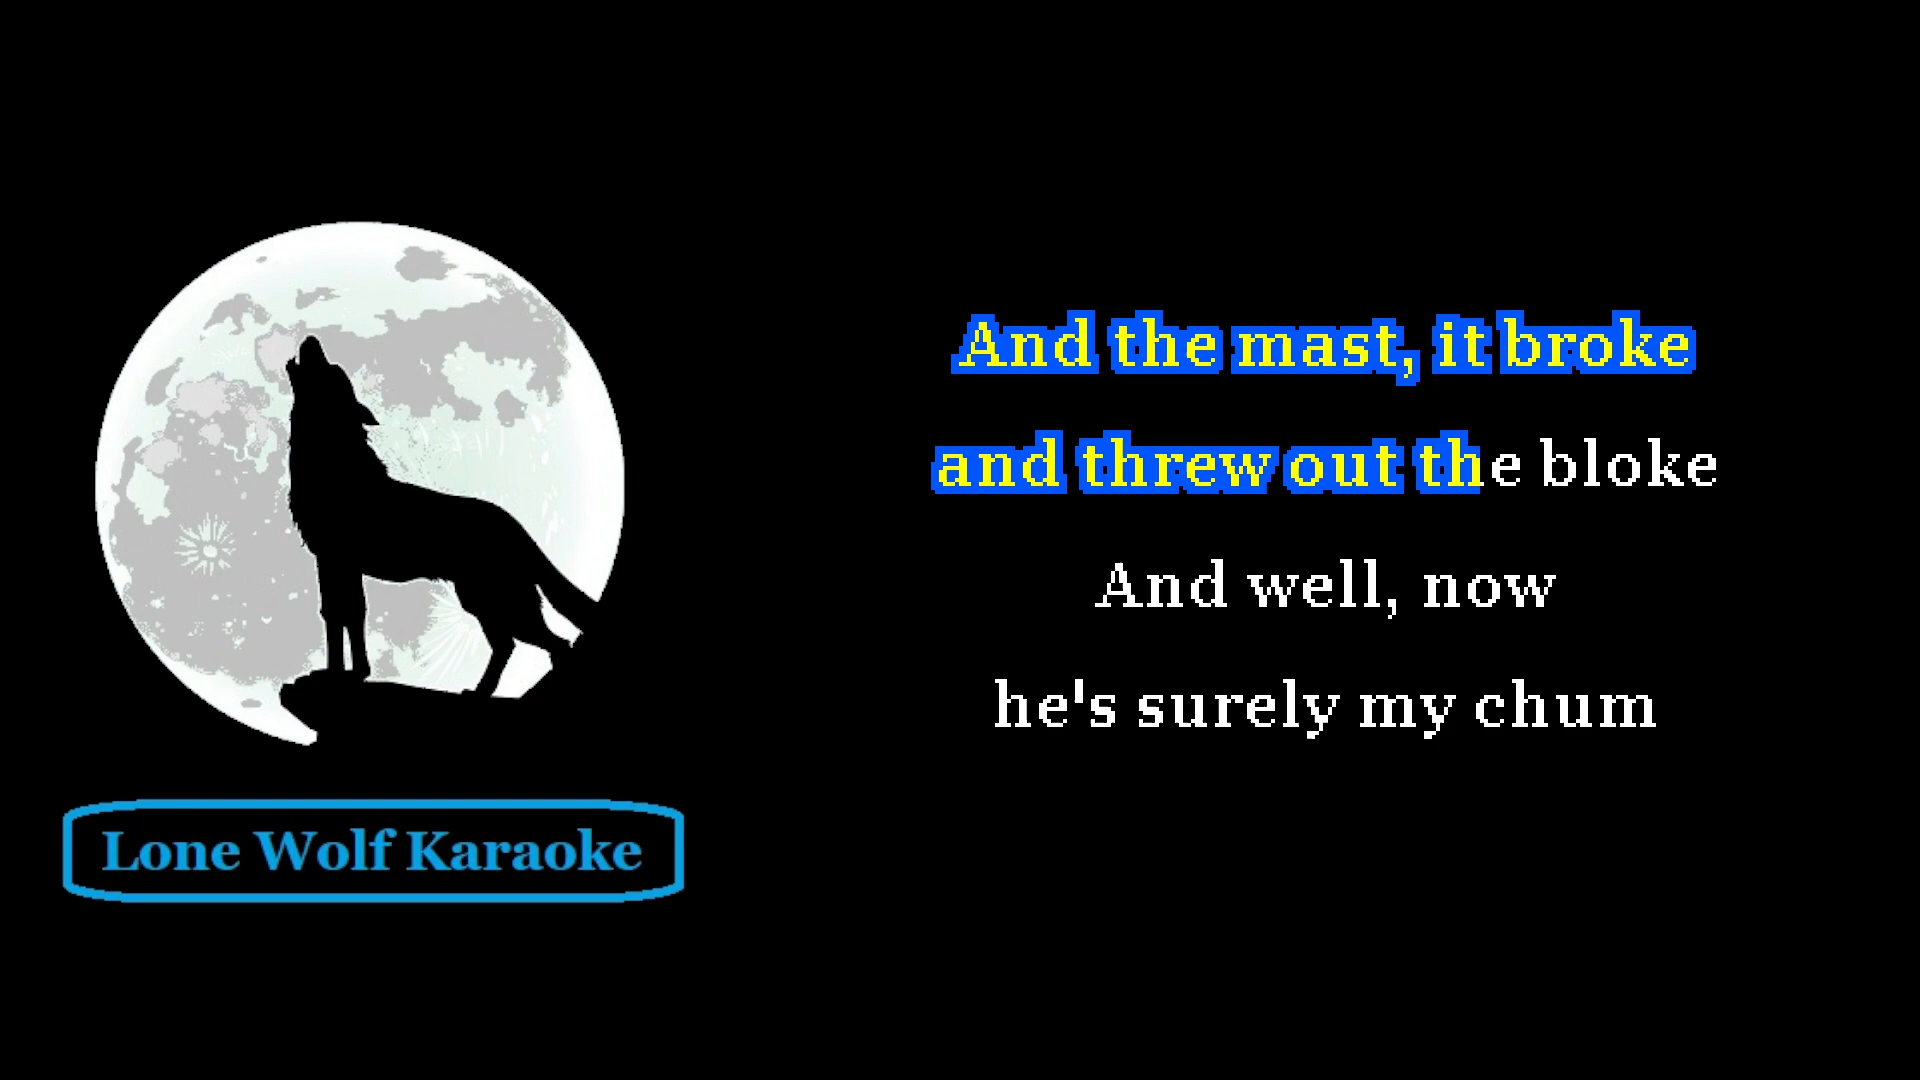 And the mast, it broke
and threw out the bloke
And well, now
he's surely my chum
Lone Wolf Karaoke